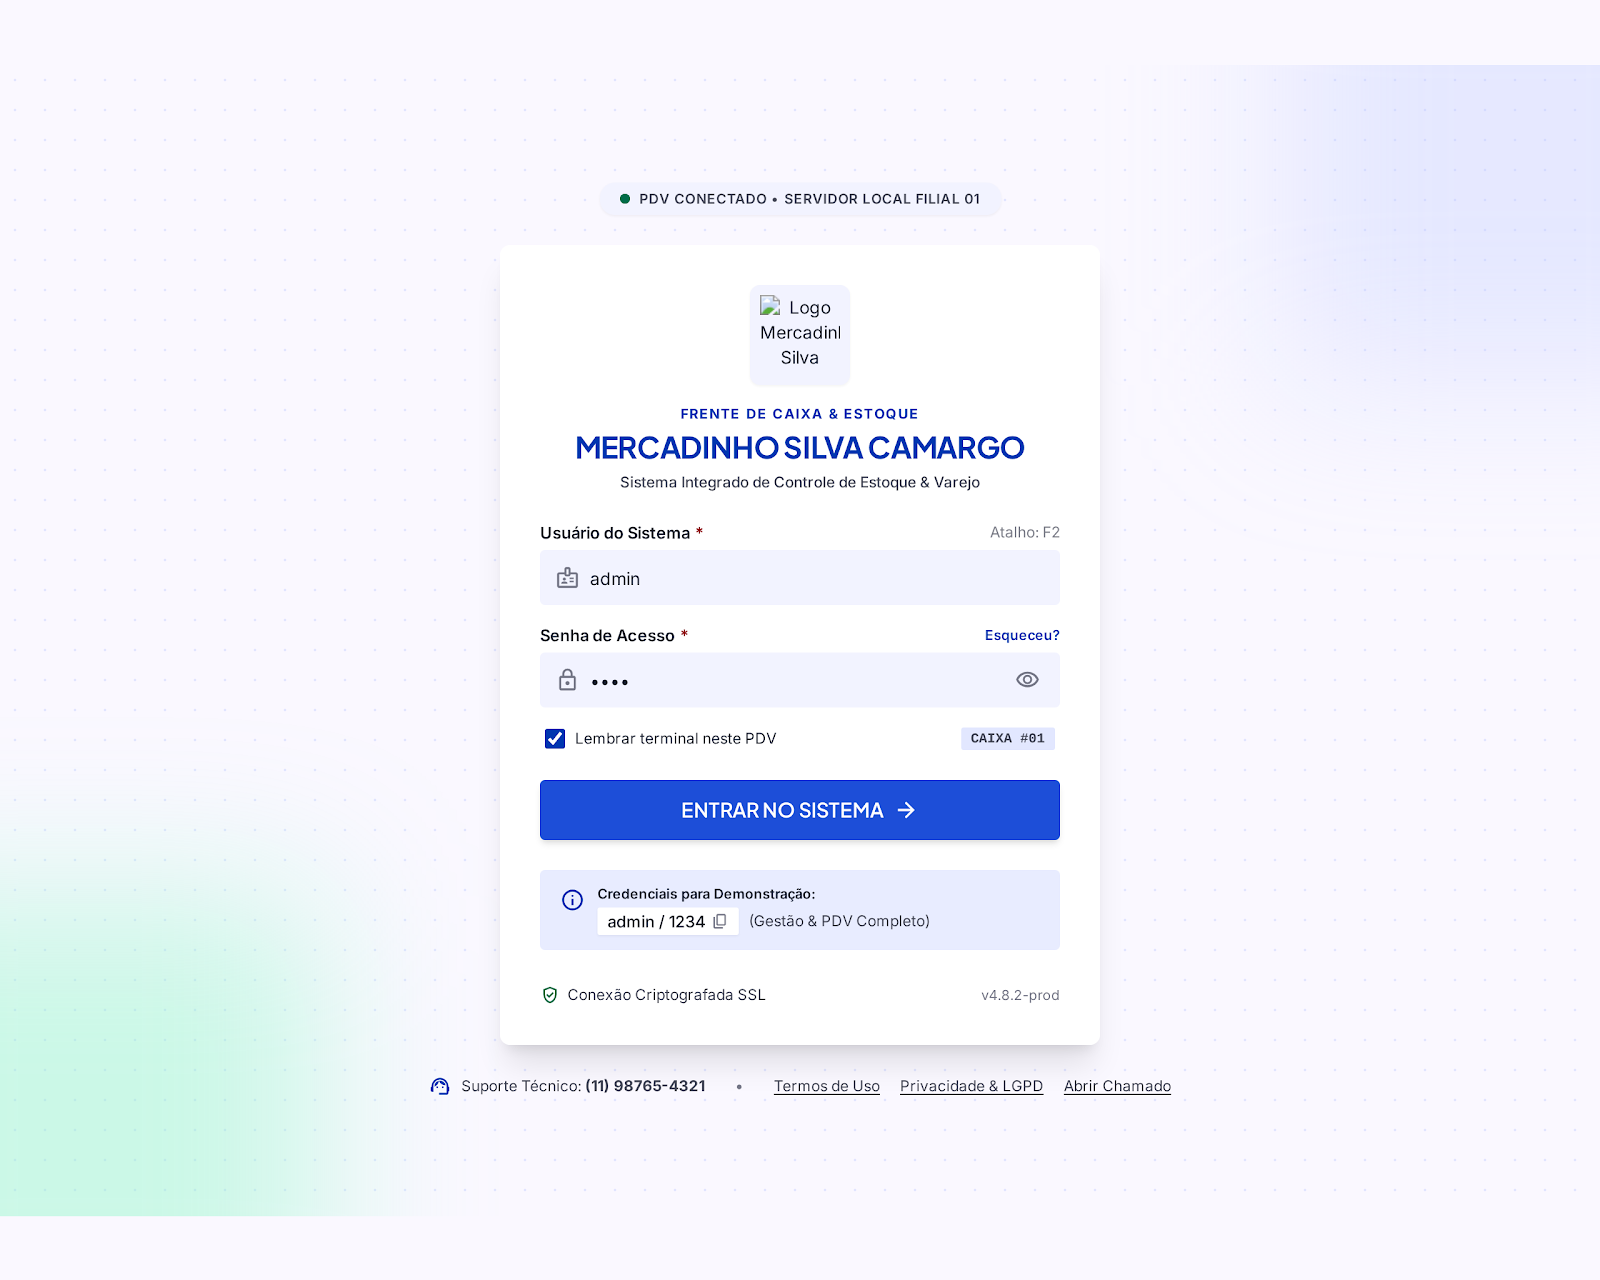 PDV CONECTADO • SERVIDOR LOCAL FILIAL 01
Logo
Mercadinl
Silva
FRENTE DE CAIXA & ESTOQUE
MERCADINHO SILVA CAMARGO
Sistema Integrado de Controle de Estoque & Varejo
Usuário do Sistema * Atalho: F2
admin
Senha de Acesso * Esqueceu?
••••
Lembrar terminal neste PDV CAIXA #01
ENTRAR NO SISTEMA →
Credenciais para Demonstração:
admin / 1234 (Gestão & PDV Completo)
Conexão Criptografada SSL v4.8.2-prod
Suporte Técnico: (11) 98765-4321 • Termos de Uso Privacidade & LGPD Abrir Chamado